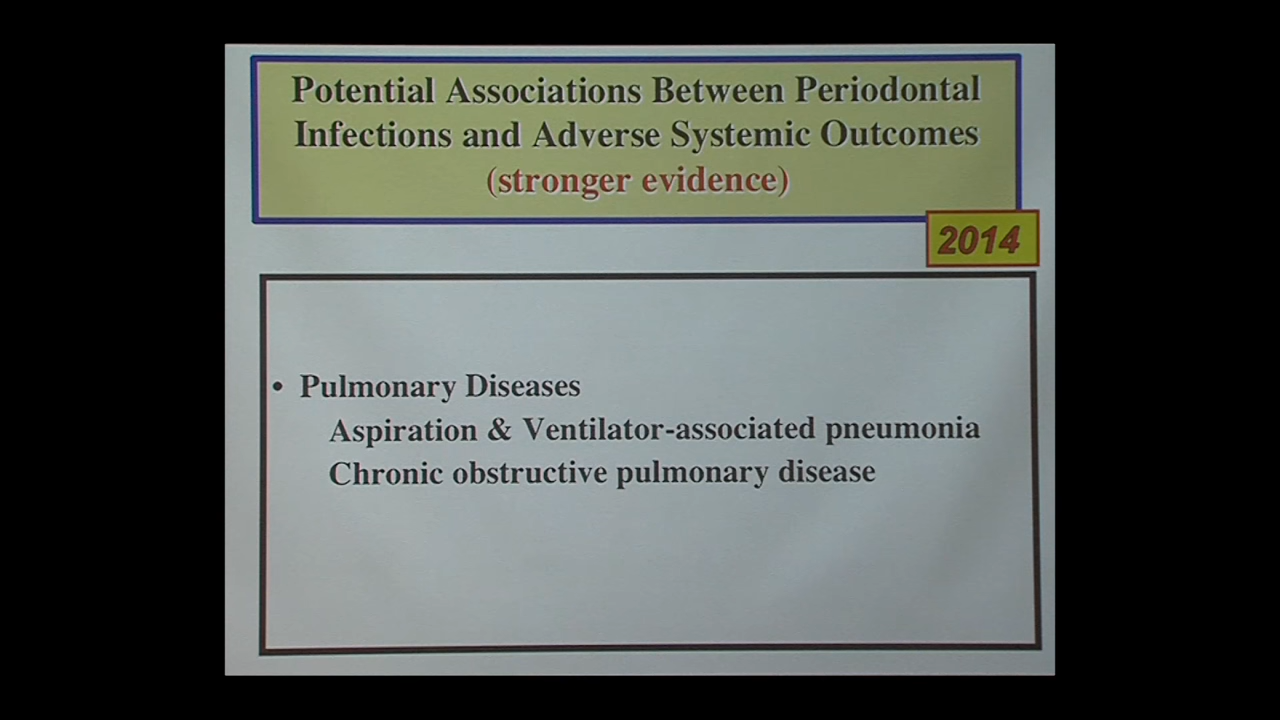 Potential Associations Between Periodontal
Infections and Adverse Systemic Outcomes
(stronger evidence)
2014
• Pulmonary Diseases
Aspiration & Ventilator-associated pneumonia
Chronic obstructive pulmonary disease